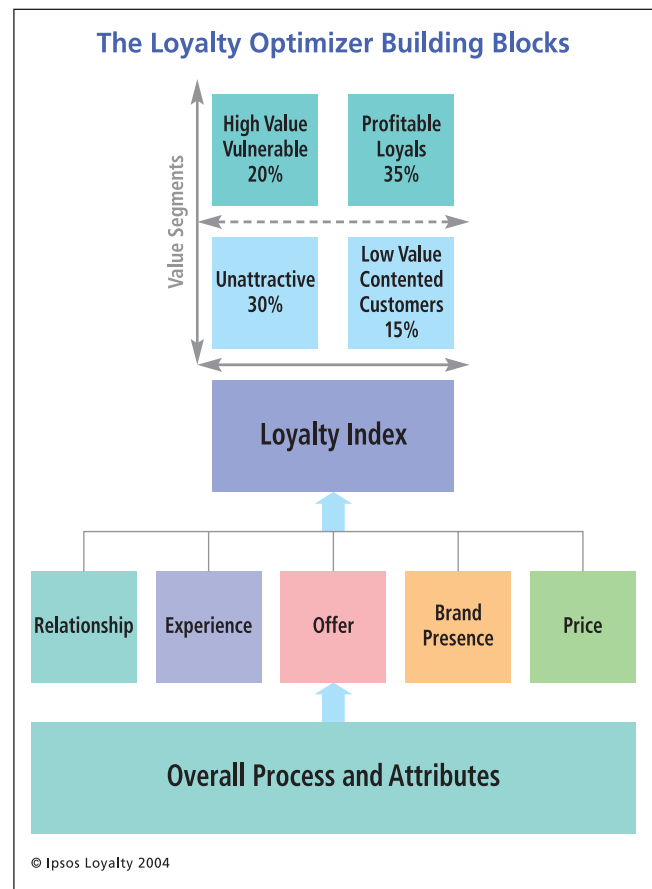 The Loyalty Optimizer Building Blocks
Value Segments
High Value
Vulnerable
20%
Profitable
Loyals
35%
Unattractive
30%
Low Value
Contented
Customers
15%
Loyalty Index
Relationship
Experience
Offer
Brand
Presence
Price
Overall Process and Attributes
© Ipsos Loyalty 2004